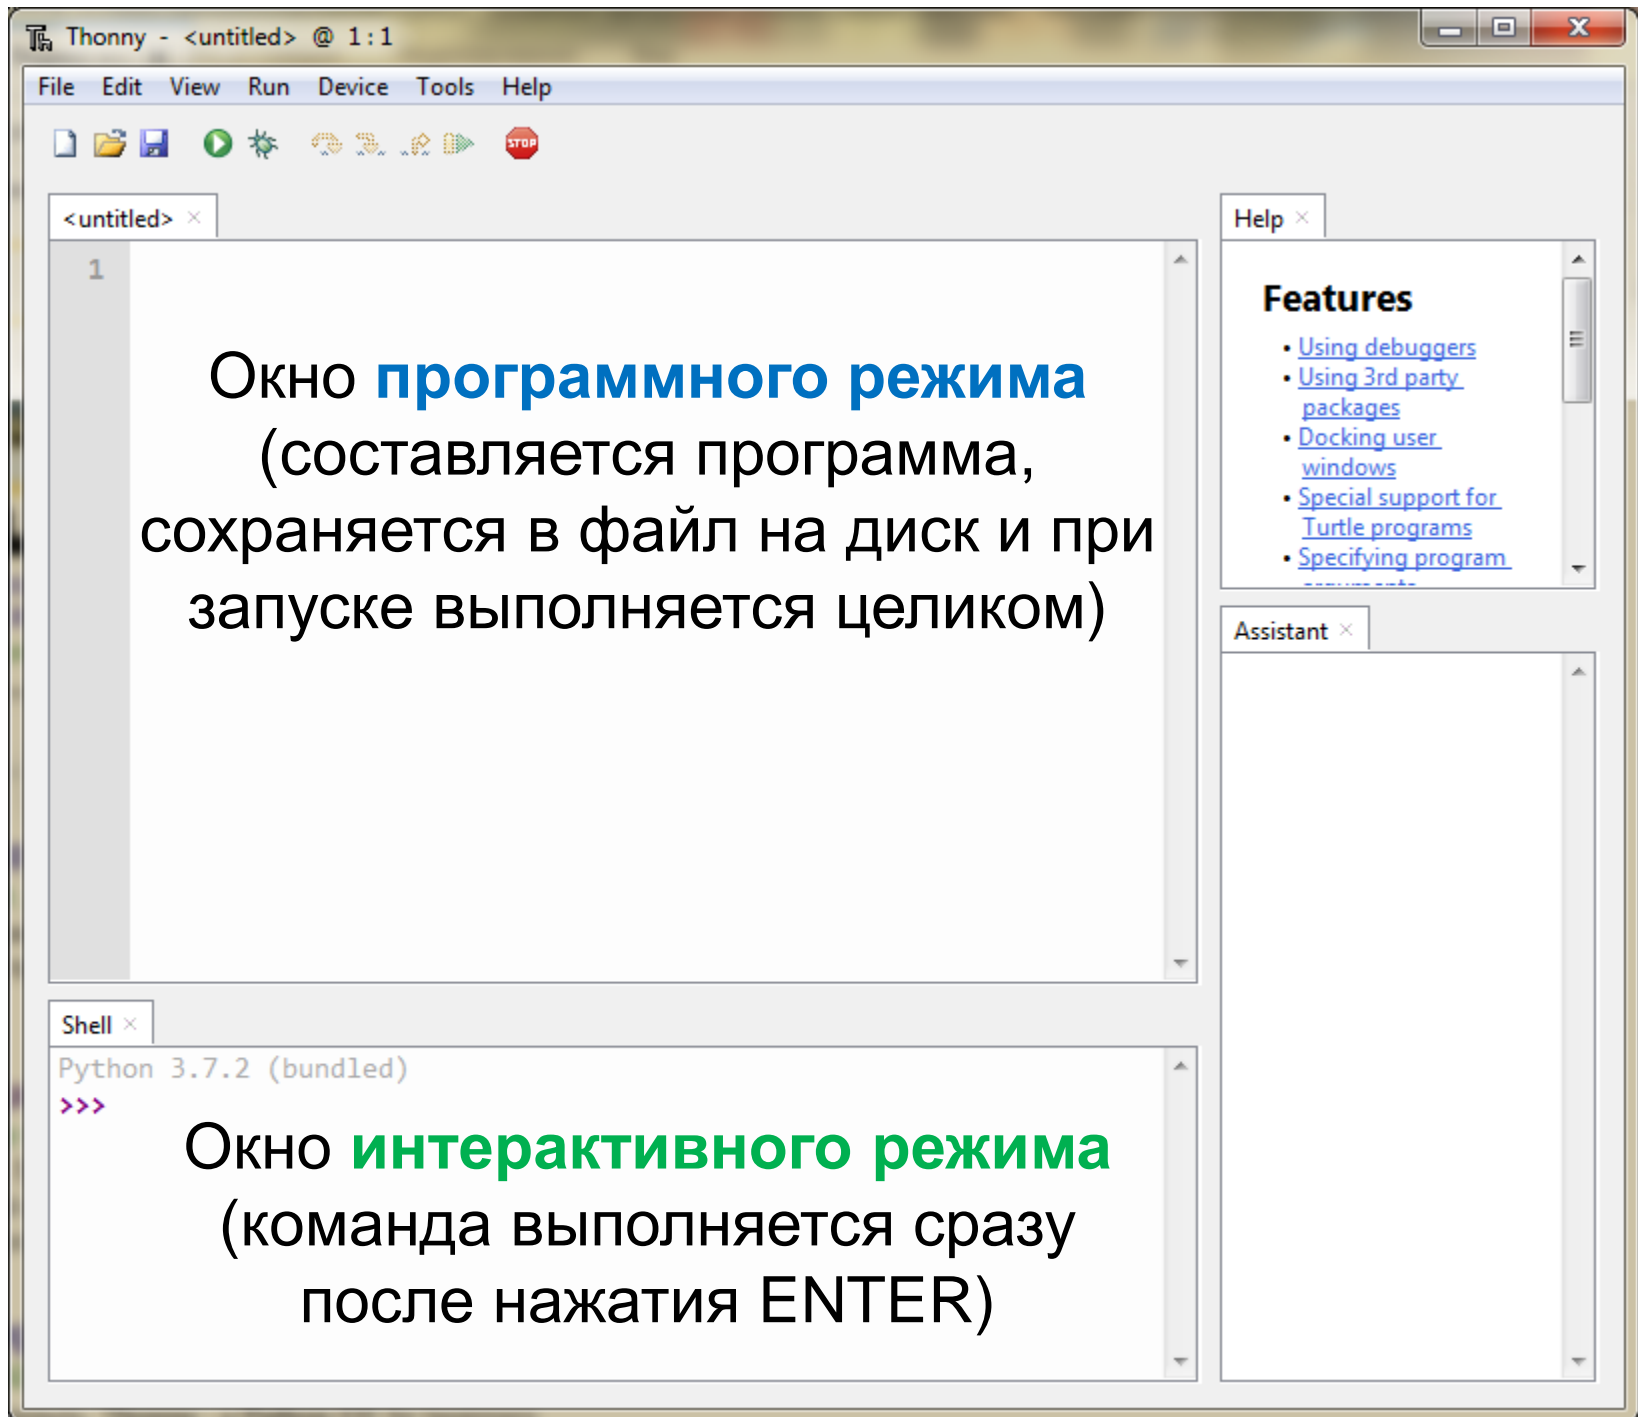 Thonny - <untitled> @ 1:1
File Edit View Run Device Tools Help
STOP
<untitled>
1
Окно программного режима
(составляется программа,
сохраняется в файл на диск и при
запуске выполняется целиком)
Help
Features
• Using debuggers
• Using 3rd party
packages
• Docking user
windows
• Special support for
Turtle programs
• Specifying program
Assistant
Shell
Python 3.7.2 (bundled)
>>>
Окно интерактивного режима
(команда выполняется сразу
после нажатия ENTER)